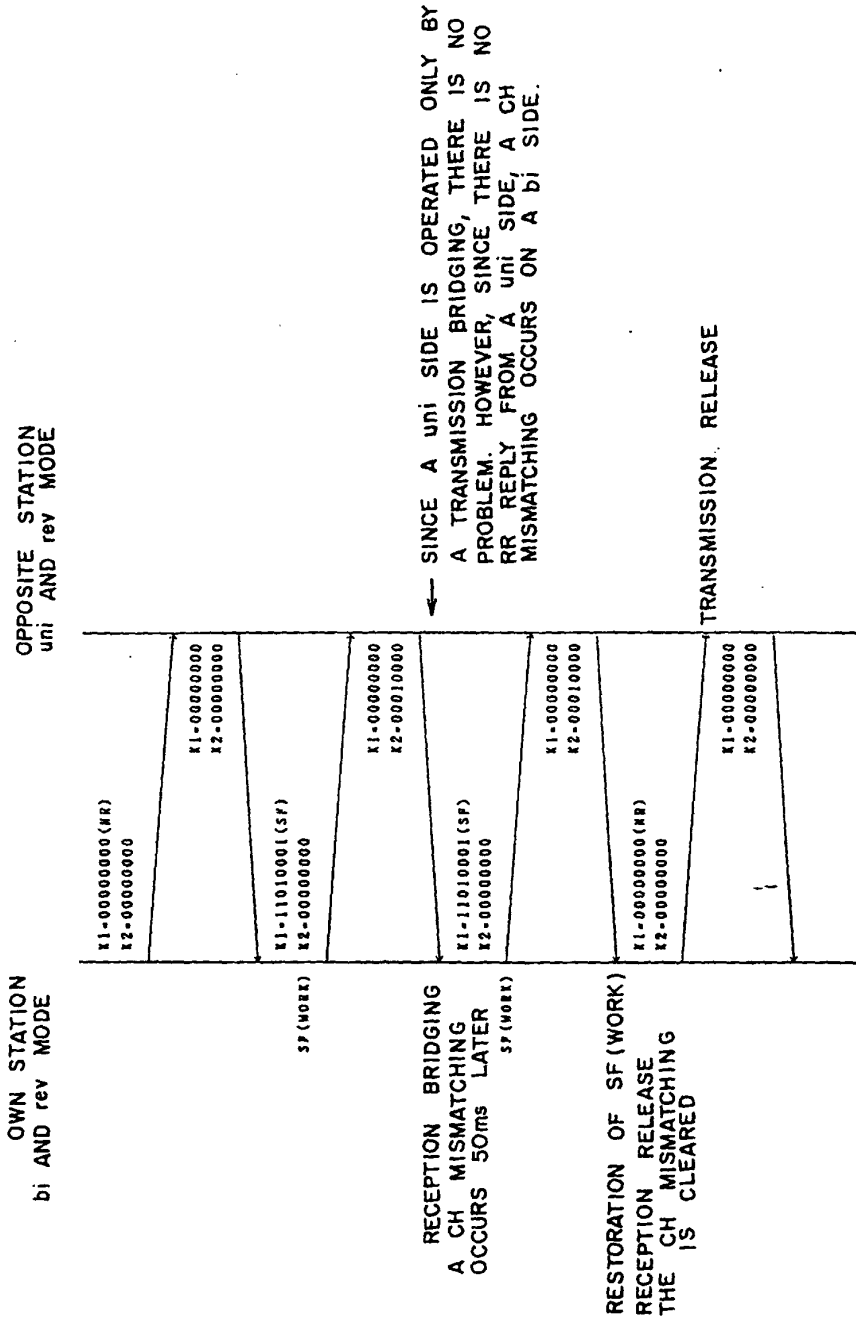 OWN STATION
bi AND rev MODE
OPPOSITE STATION
uni AND rev MODE
K1=00000000(NR)
K2=00000000
K1=00000000
K2=00000000
K1=11010001(SF)
K2=00000000
SF(WORK)
K1=00000000
K2=00010000
← SINCE A uni SIDE IS OPERATED ONLY BY
A TRANSMISSION BRIDGING, THERE IS NO
PROBLEM. HOWEVER, SINCE THERE IS NO
RR REPLY FROM A uni SIDE, A CH
MISMATCHING OCCURS ON A bi SIDE.
RECEPTION BRIDGING
A CH MISMATCHING
OCCURS 50ms LATER
K1=11010001(SF)
K2=00000000
SF(WORK)
K1=00000000
K2=00010000
RESTORATION OF SF(WORK)
RECEPTION RELEASE
THE CH MISMATCHING
IS CLEARED
K1=00000000(NR)
K2=00000000
TRANSMISSION RELEASE
K1=00000000
K2=00000000